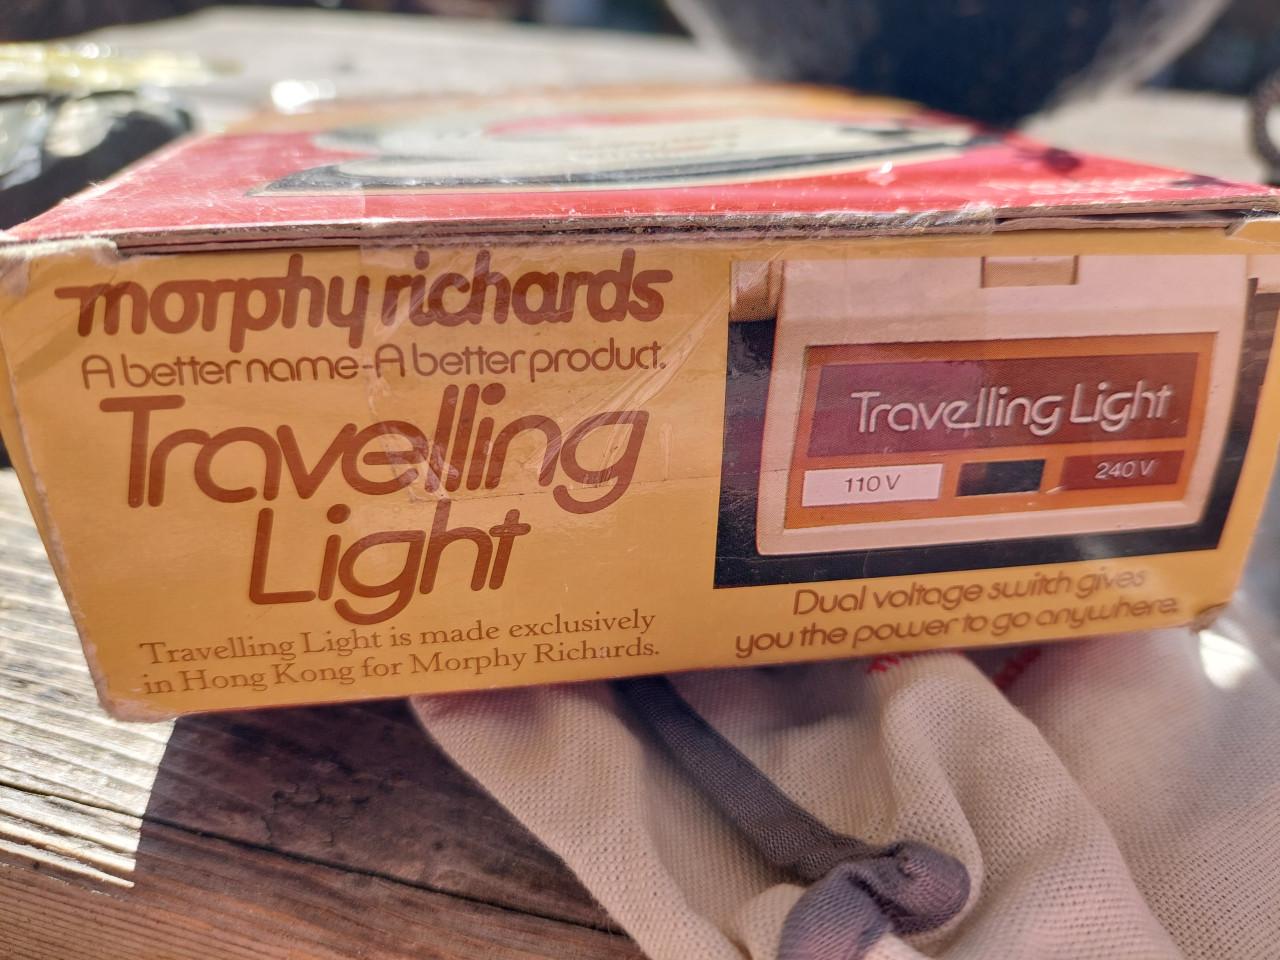 morphy richards
A better name-A better product.
Travelling
Light
Travelling Light is made exclusively
in Hong Kong for Morphy Richards.
Travelling Light
110 V
240 V
Dual voltage switch gives
you the power to go anywhere.